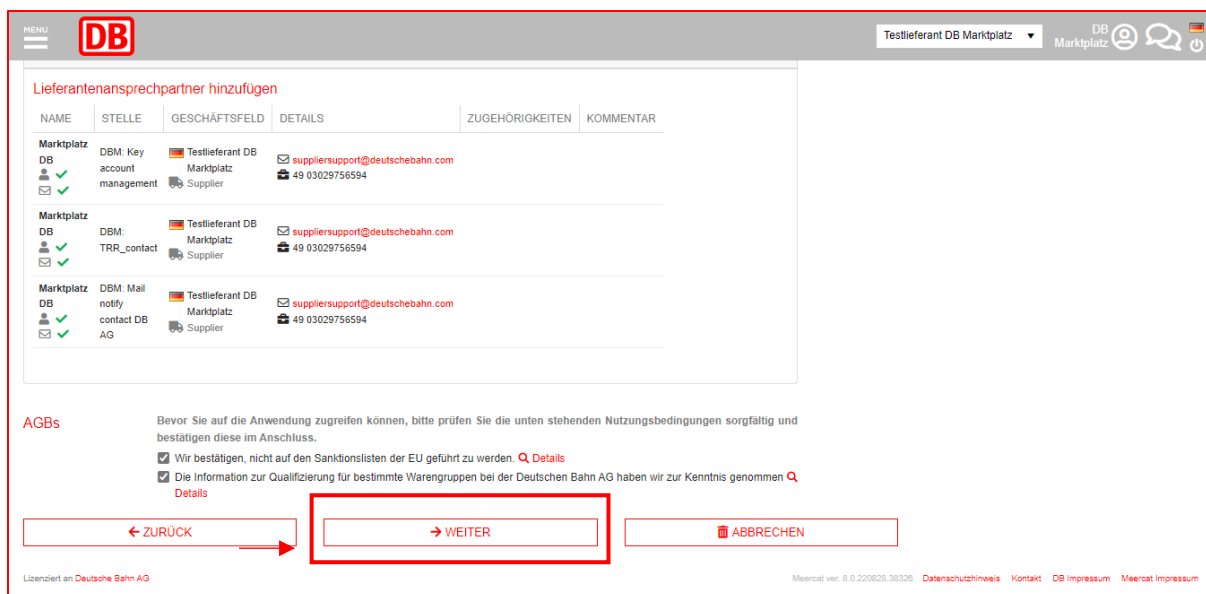 MENU
DB
Testlieferant DB Marktplatz
DB
Marktplatz
Lieferantenansprechpartner hinzufügen
NAME STELLE GESCHÄFTSFELD DETAILS ZUGEHÖRIGKEITEN KOMMENTAR
Marktplatz
DB
DBM: Key
account
management
Testlieferant DB
Marktplatz
Supplier
suppliersupport@deutschebahn.com
49 03029756594
Marktplatz
DB
DBM:
TRR_contact
Testlieferant DB
Marktplatz
Supplier
suppliersupport@deutschebahn.com
49 03029756594
Marktplatz
DB
DBM: Mail
notify
contact DB
AG
Testlieferant DB
Marktplatz
Supplier
suppliersupport@deutschebahn.com
49 03029756594
AGBs
Bevor Sie auf die Anwendung zugreifen können, bitte prüfen Sie die unten stehenden Nutzungsbedingungen sorgfältig und
bestätigen diese im Anschluss.
Wir bestätigen, nicht auf den Sanktionslisten der EU geführt zu werden. Details
Die Information zur Qualifizierung für bestimmte Warengruppen bei der Deutschen Bahn AG haben wir zur Kenntnis genommen
Details
ZURÜCK
WEITER
ABBRECHEN
Lizenziert an Deutsche Bahn AG
Meercat ver. 8.0.220828.38326 Datenschutzhinweis Kontakt DB Impressum Meercat Impressum